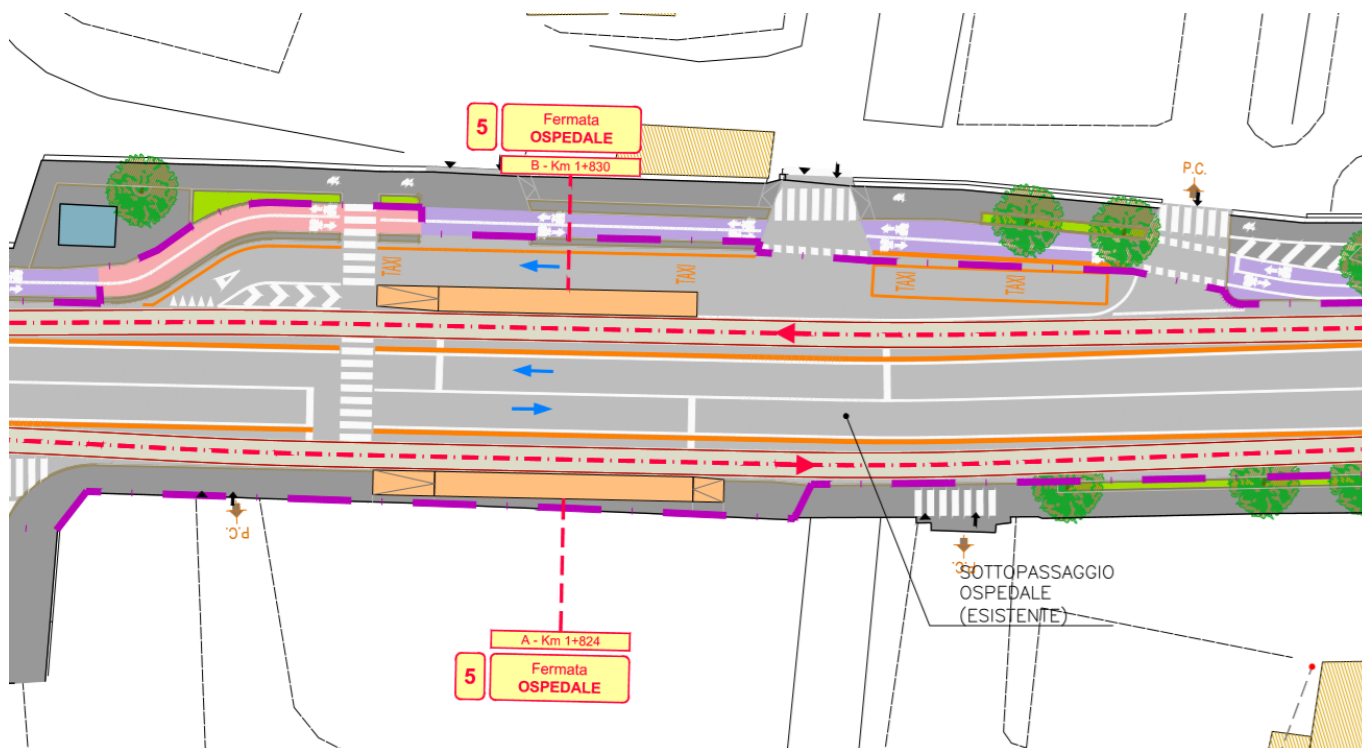 5
Fermata
OSPEDALE
B - Km 1+830
P.C.
TAXI
TAXI
TAXI
TAXI
P.C.
P.C.
SOTTOPASSAGGIO
OSPEDALE
(ESISTENTE)
A - Km 1+824
5
Fermata
OSPEDALE